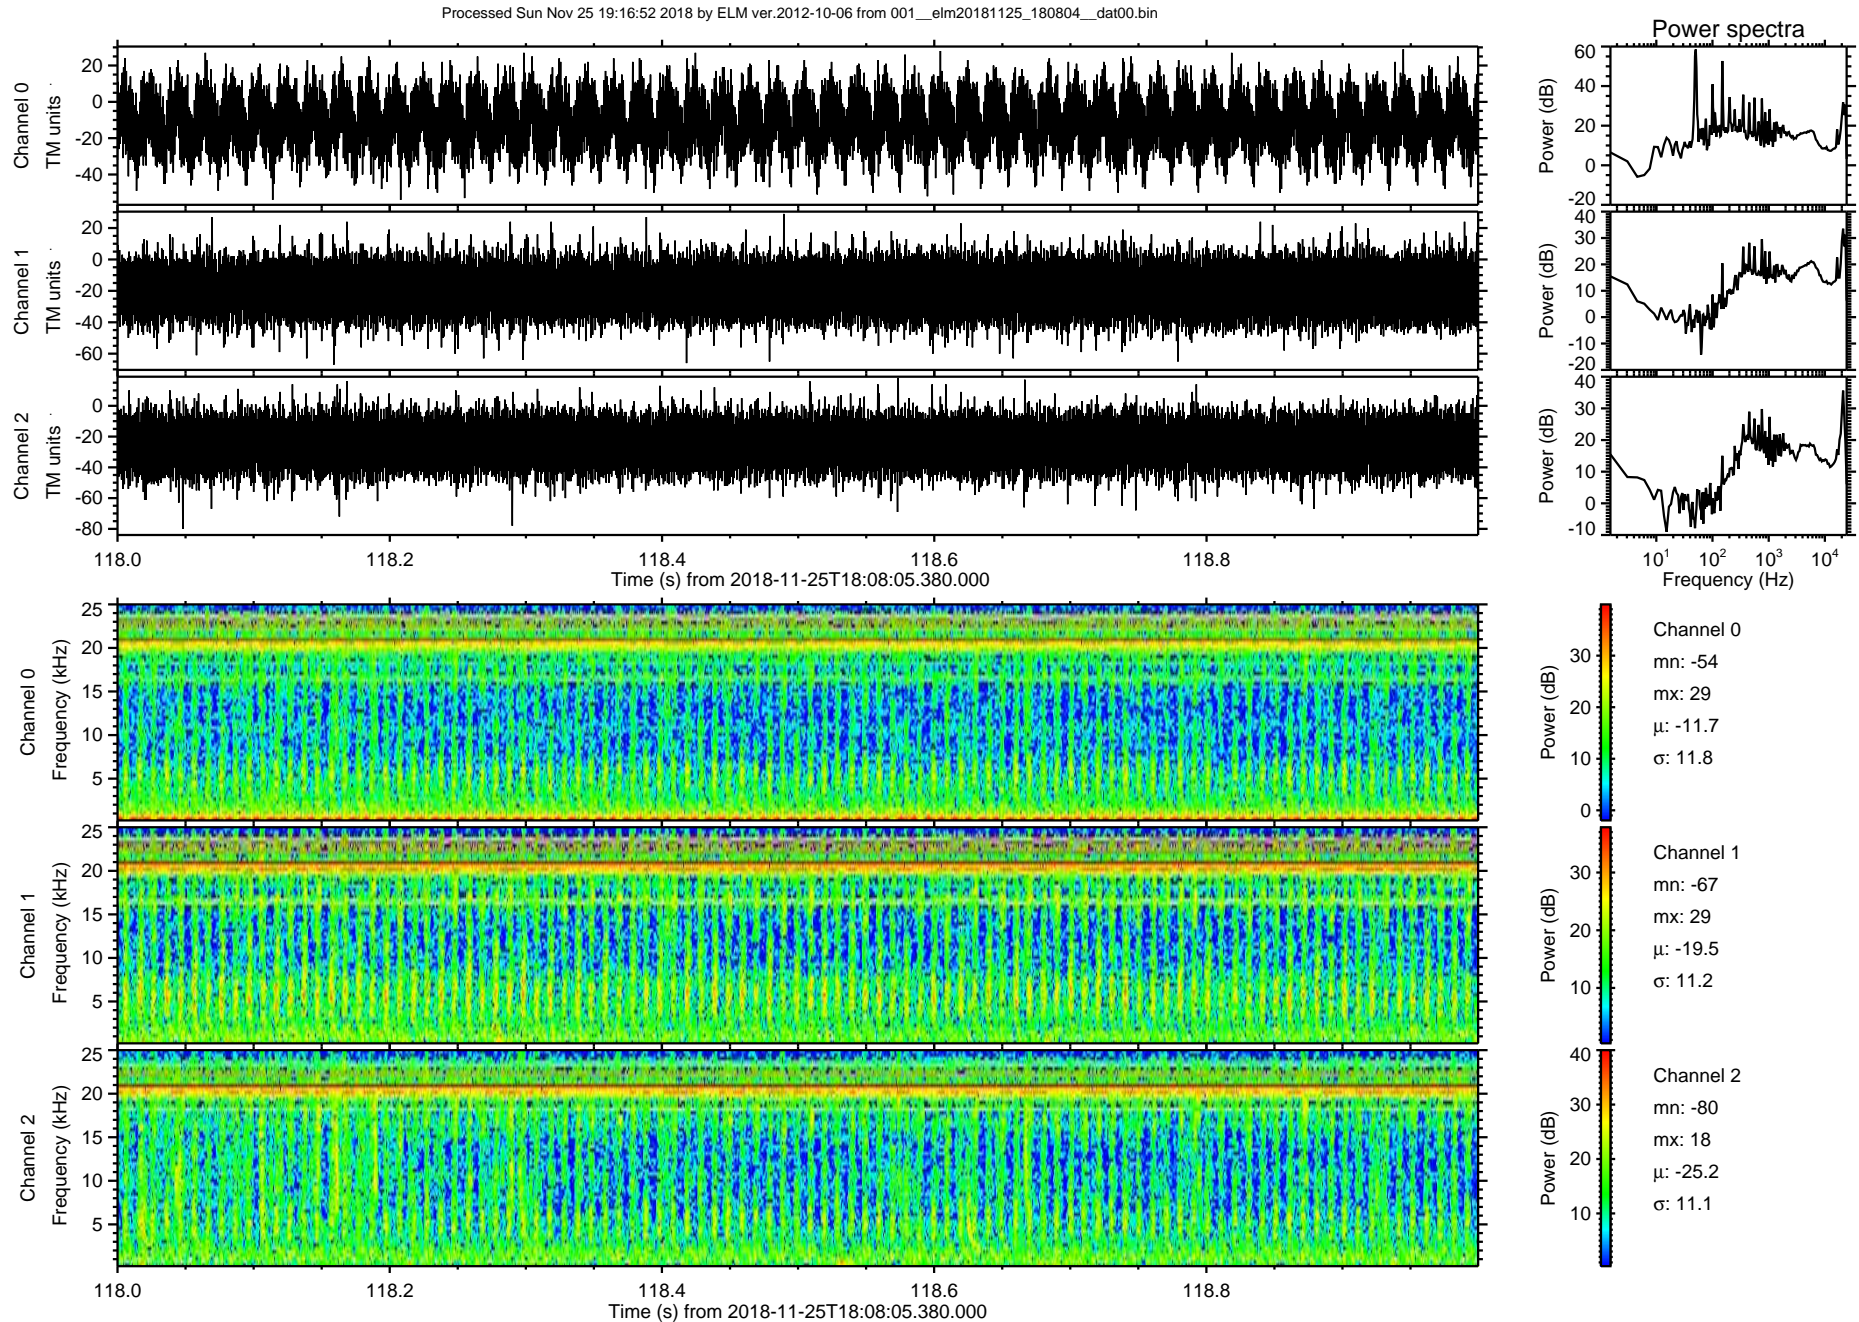 Processed Sun Nov 25 19:16:52 2018 by ELM ver.2012-10-06 from 001__elm20181125_180804__dat00.bin
Power spectra
Channel 0
TM units
20
0
-20
-40
Power (dB)
60
40
20
0
-20
Channel 1
TM units
20
0
-20
-40
-60
Power (dB)
40
30
20
10
0
-10
-20
Channel 2
TM units
0
-20
-40
-60
-80
Power (dB)
40
30
20
10
0
-10
118.0 118.2 118.4 118.6 118.8
Time (s) from 2018-11-25T18:08:05.380.000
10¹ 10² 10³ 10⁴
Frequency (Hz)
Channel 0
Frequency (kHz)
25
20
15
10
5
Power (dB)
30
20
10
0
Channel 0
mn: -54
mx: 29
μ: -11.7
σ: 11.8
Channel 1
Frequency (kHz)
25
20
15
10
5
Power (dB)
30
20
10
Channel 1
mn: -67
mx: 29
μ: -19.5
σ: 11.2
Channel 2
Frequency (kHz)
25
20
15
10
5
Power (dB)
40
30
20
10
Channel 2
mn: -80
mx: 18
μ: -25.2
σ: 11.1
118.0 118.2 118.4 118.6 118.8
Time (s) from 2018-11-25T18:08:05.380.000